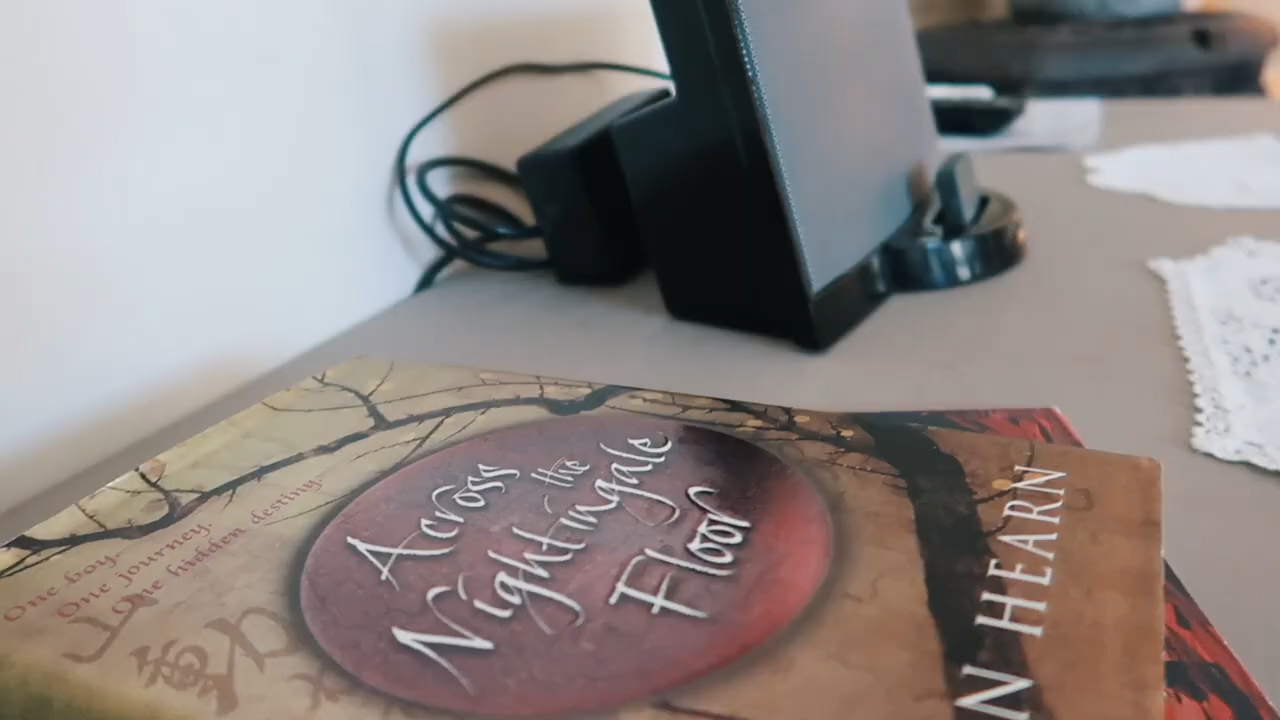 One boy.
One journey.
One hidden destiny.
Across
the
Nightingale
Floor
N HEARN